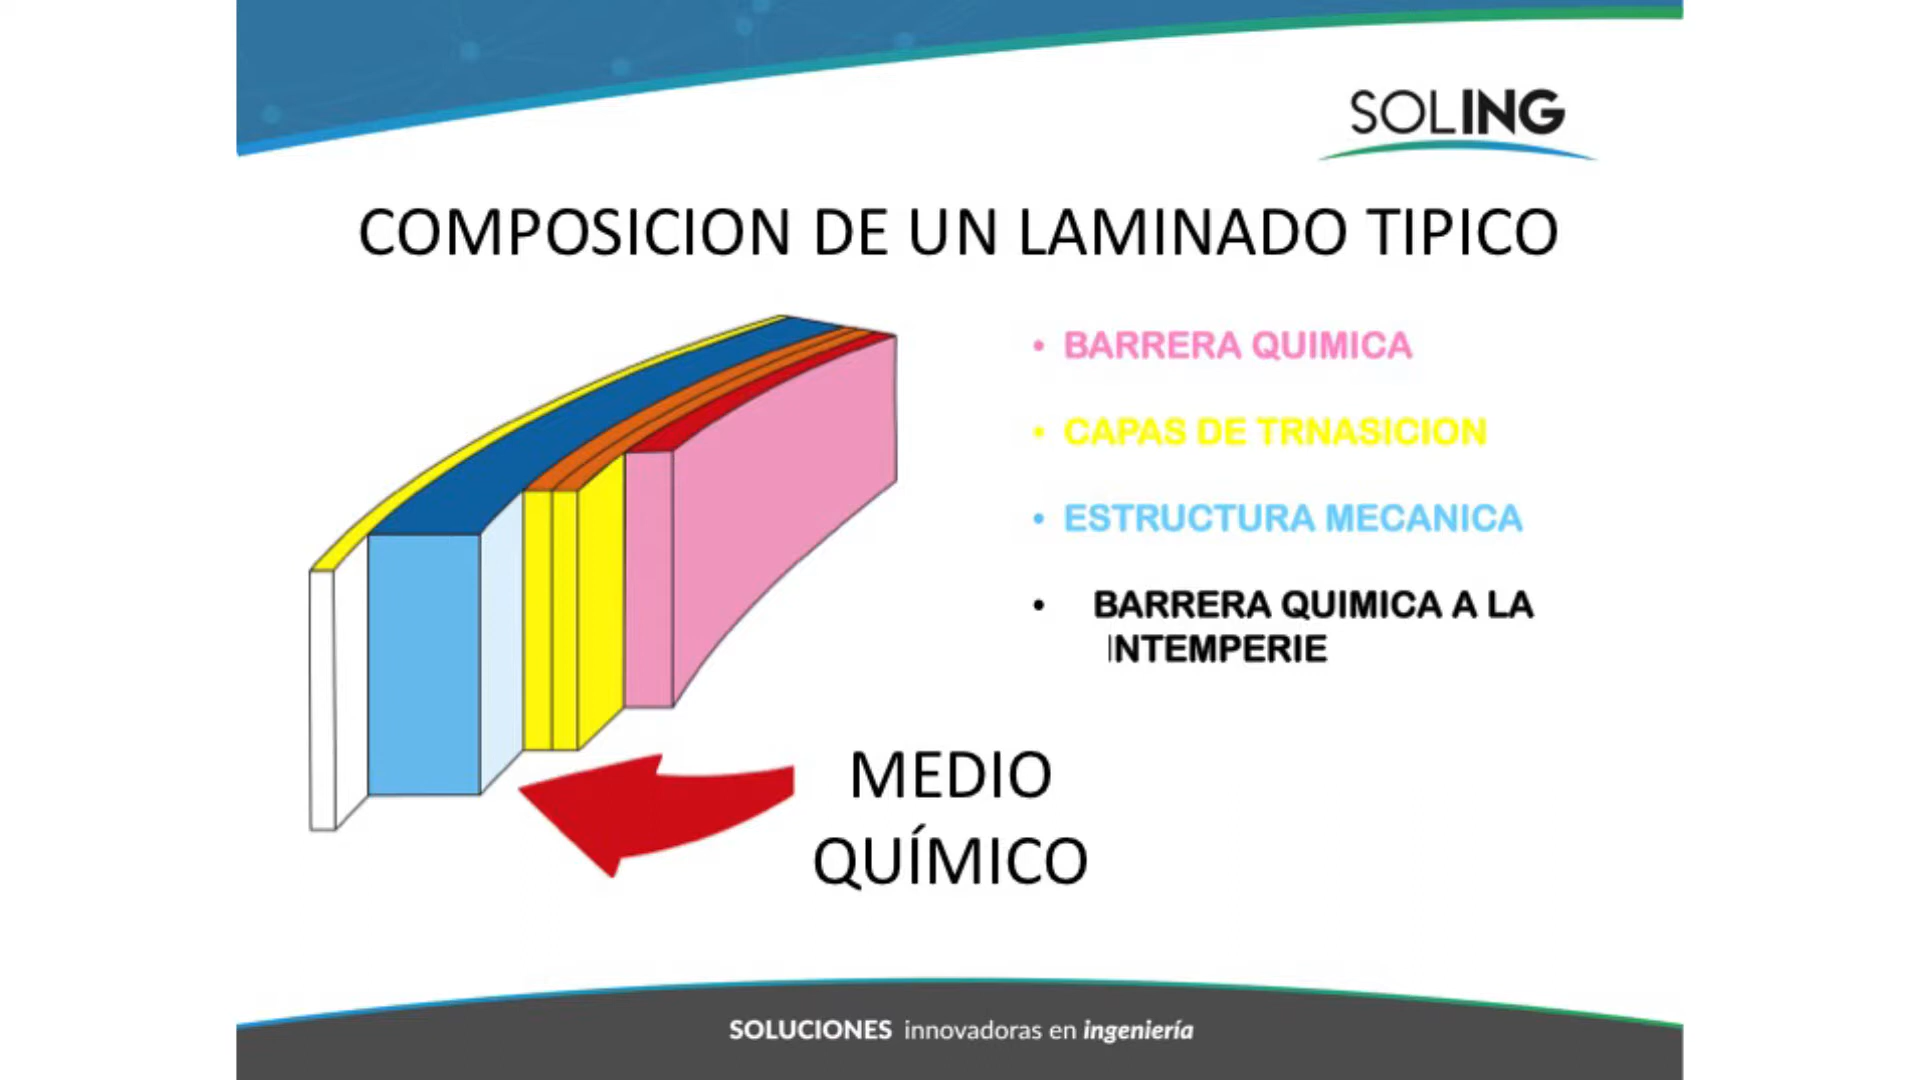 SOLING
COMPOSICION DE UN LAMINADO TIPICO
• BARRERA QUIMICA
• CAPAS DE TRNASICION
• ESTRUCTURA MECANICA
• BARRERA QUIMICA A LA
INTEMPERIE
MEDIO
QUÍMICO
SOLUCIONES innovadoras en ingeniería